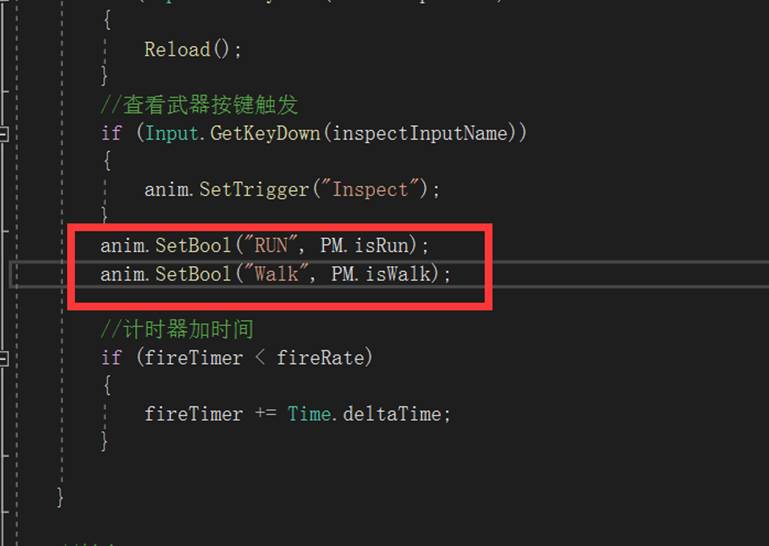 {
Reload();
}
//查看武器按键触发
if (Input.GetKeyDown(inspectInputName))
{
anim.SetTrigger("Inspect");
}
anim.SetBool("RUN", PM.isRun);
anim.SetBool("Walk", PM.isWalk);
//计时器加时间
if (fireTimer < fireRate)
{
fireTimer += Time.deltaTime;
}
}